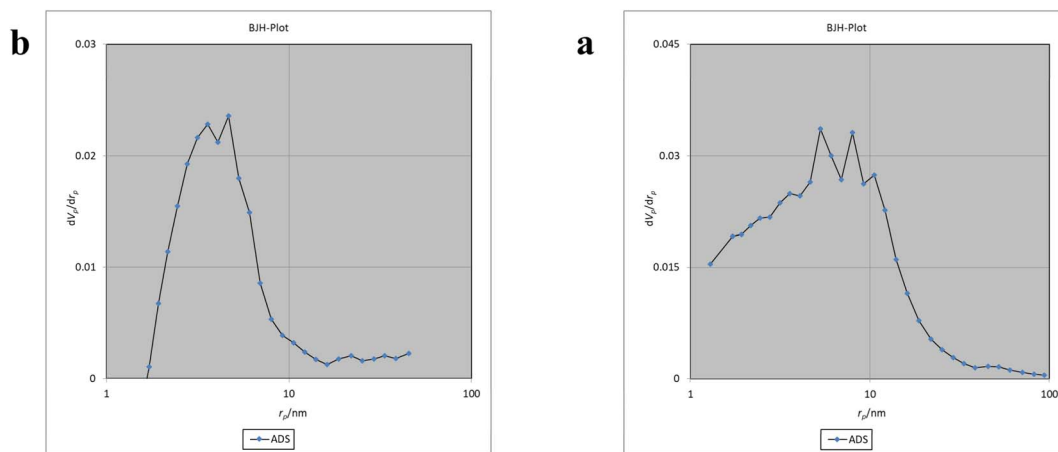 b
BJH-Plot
0.03
0.02
0.01
0
dVp/drp
1
10
100
rp/nm
ADS
a
BJH-Plot
0.045
0.03
0.015
0
dVp/drp
1
10
100
rp/nm
ADS